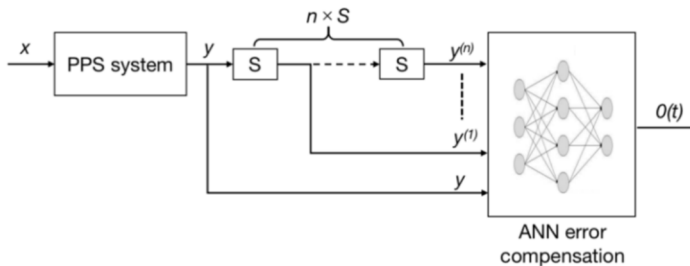 n × S
x
PPS system
y
S
S
y(n)
y(1)
y
0(t)
ANN error
compensation